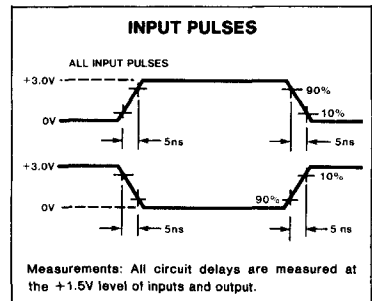 INPUT PULSES
ALL INPUT PULSES
+3.0V
90%
10%
0V
5ns
5ns
+3.0V
10%
90%
0V
5ns
5 ns
Measurements: All circuit delays are measured at
the +1.5V level of inputs and output.